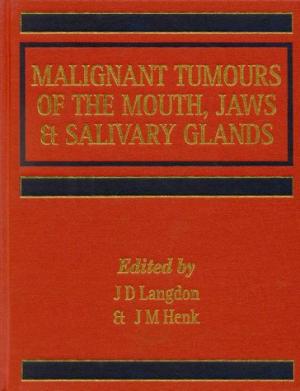 MALIGNANT TUMOURS
OF THE MOUTH, JAWS
& SALIVARY GLANDS
Edited by
J D Langdon
& J M Henk